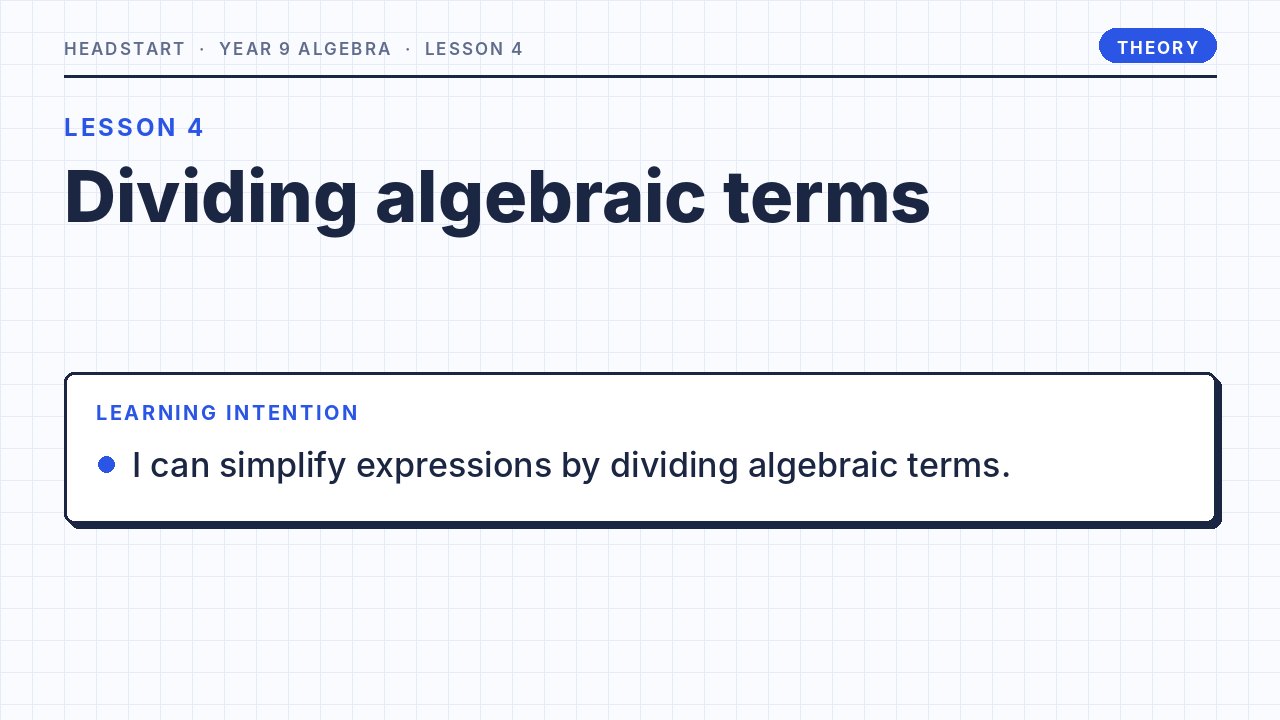 HEADSTART · YEAR 9 ALGEBRA · LESSON 4
THEORY
LESSON 4
Dividing algebraic terms
LEARNING INTENTION
I can simplify expressions by dividing algebraic terms.